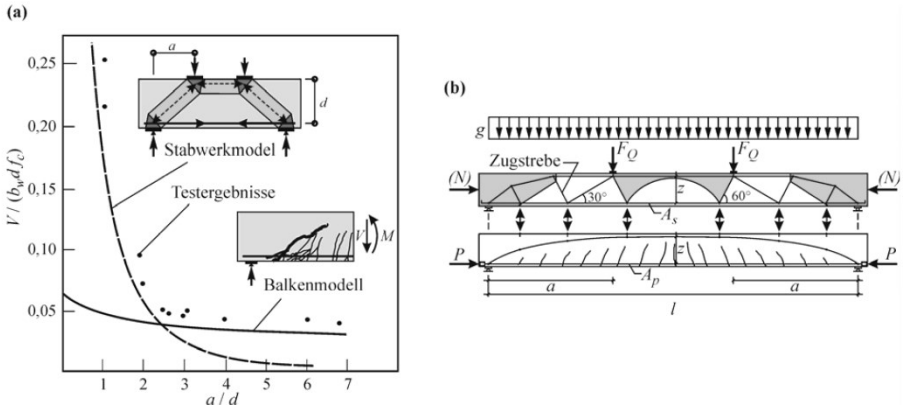 (a)
0,25
0,20
0,15
0,10
0,05
V / (b_w d f_c)
a
d
Stabwerkmodel
Testergebnisse
V
M
Balkenmodell
1 2 3 4 5 6 7
a / d
(b)
g
F_Q F_Q
Zugstrebe
(N) z (N)
30° 60°
A_s
P z P
A_p
a a
l